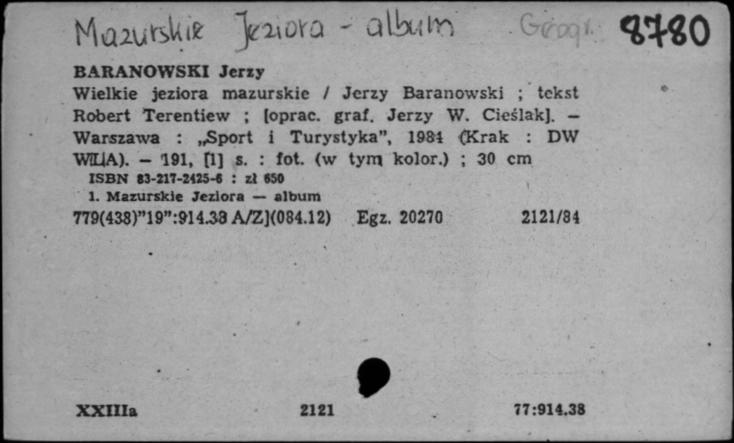 Mazurskie Jeziora - album Geogr. 8780
BARANOWSKI Jerzy
Wielkie jeziora mazurskie / Jerzy Baranowski ; tekst
Robert Terentiew ; [oprac. graf. Jerzy W. Cieślak]. —
Warszawa : „Sport i Turystyka”, 1984 (Krak : DW
WILIA). — 191, [1] s. : fot. (w tym kolor.) ; 30 cm
ISBN 83-217-2425-6 : zł 650
1. Mazurskie Jeziora — album
779(438)”19”:914.38 A/Z](084.12) Egz. 20270 2121/84
XXIIIa 2121 77:914.38